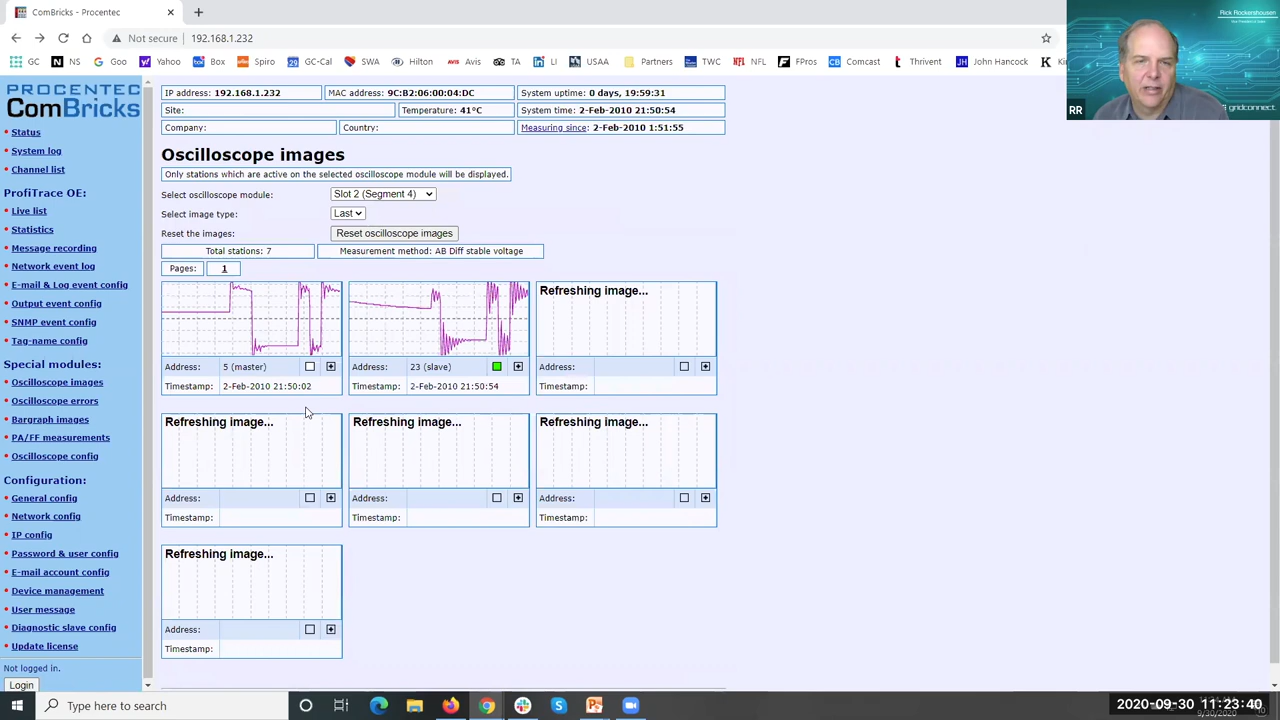 ComBricks - Procentec
Not secure 192.168.1.232
GC NS Goo Yahoo Box Spiro GC-Cal SWA Hilton Avis TA LI USAA Partners TWC NFL FPros Comcast Thrivent John Hancock
Rick Rockershousen
RR
gridconnect
PROCENTEC
ComBricks
Status
System log
Channel list
ProfiTrace OE:
Live list
Statistics
Message recording
Network event log
E-mail & Log event config
Output event config
SNMP event config
Tag-name config
Special modules:
Oscilloscope images
Oscilloscope errors
Bargraph images
PA/FF measurements
Oscilloscope config
Configuration:
General config
Network config
IP config
Password & user config
E-mail account config
Device management
User message
Diagnostic slave config
Update license
Not logged in.
Login
IP address: 192.168.1.232 MAC address: 9C:B2:06:00:04:DC System uptime: 0 days, 19:59:31
Site: Temperature: 41°C System time: 2-Feb-2010 21:50:54
Company: Country: Measuring since: 2-Feb-2010 1:51:55
Oscilloscope images
Only stations which are active on the selected oscilloscope module will be displayed.
Select oscilloscope module: Slot 2 (Segment 4)
Select image type: Last
Reset the images: Reset oscilloscope images
Total stations: 7 Measurement method: AB Diff stable voltage
Pages: 1
Refreshing image...
Address: 5 (master) Address: 23 (slave) Address:
Timestamp: 2-Feb-2010 21:50:02 Timestamp: 2-Feb-2010 21:50:54 Timestamp:
Refreshing image... Refreshing image... Refreshing image...
Address: Address: Address:
Timestamp: Timestamp: Timestamp:
Refreshing image...
Address:
Timestamp:
Type here to search
2020-09-30 11:23:40
9/30/2020